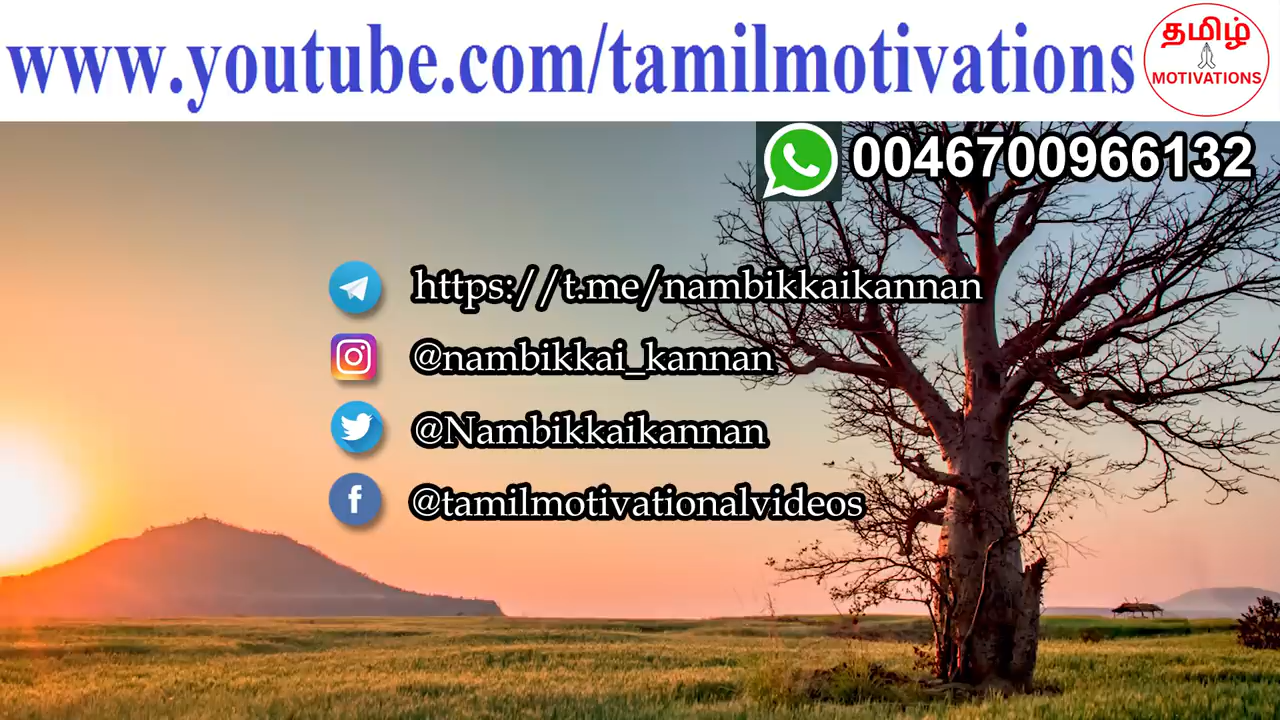 www.youtube.com/tamilmotivations
தமிழ்
MOTIVATIONS
0046700966132
https://t.me/nambikkaikannan
@nambikkai_kannan
@Nambikkaikannan
@tamilmotivationalvideos